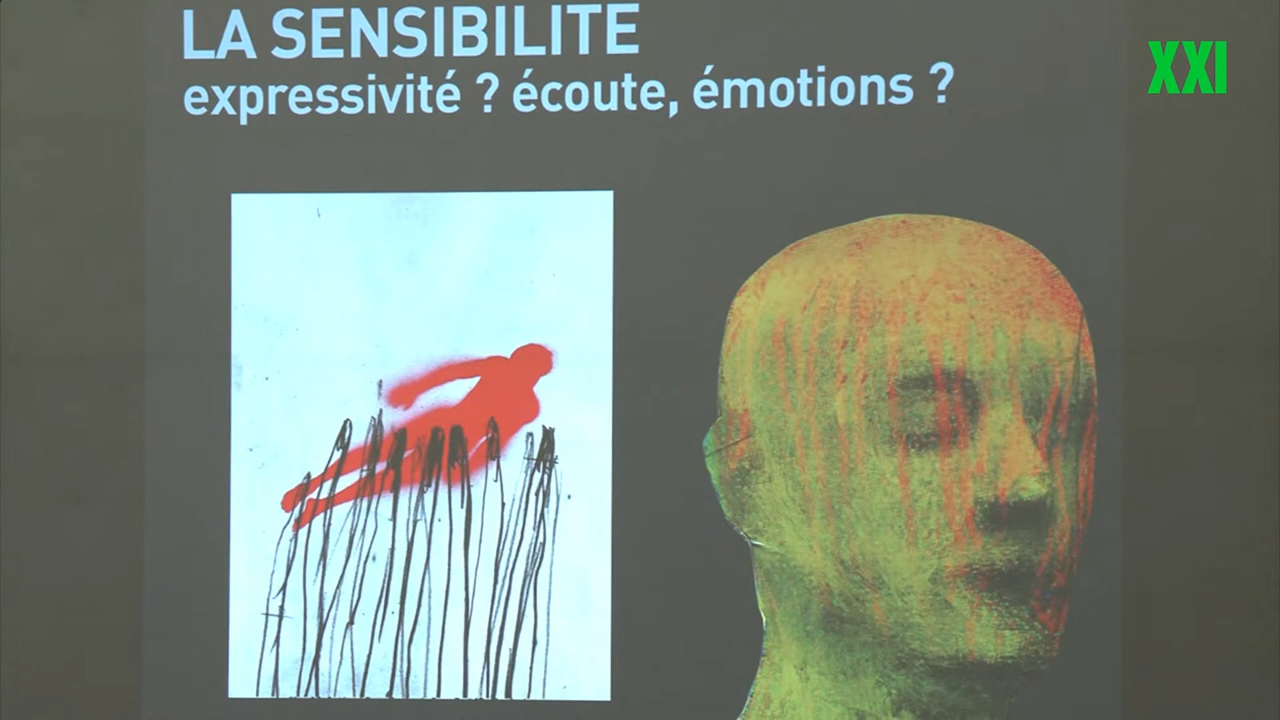 LA SENSIBILITE
expressivité ? écoute, émotions ?
XXI